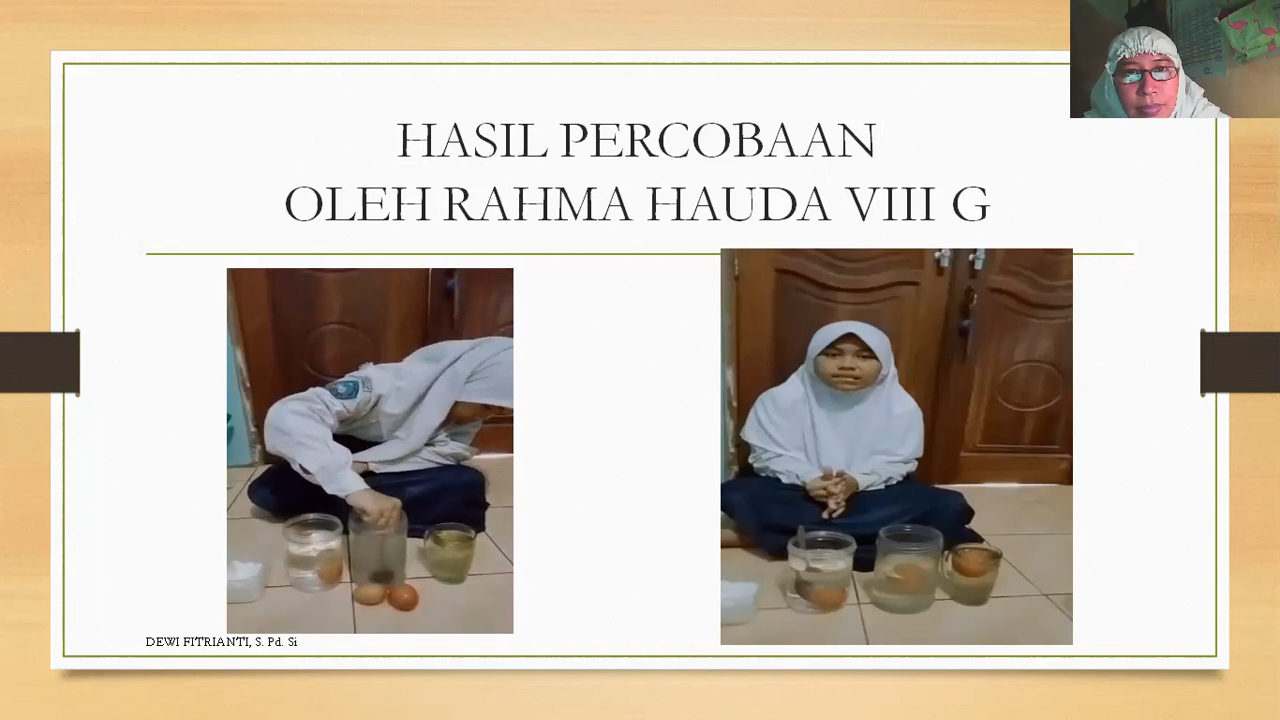 HASIL PERCOBAAN
OLEH RAHMA HAUDA VIII G
DEWI FITRIANTI, S. Pd. Si